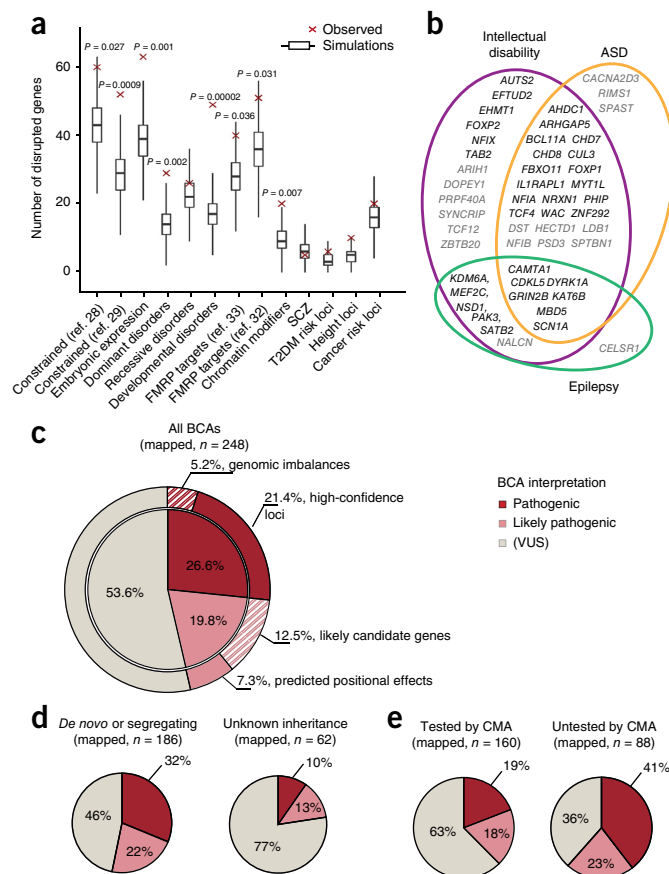 a
Observed
Simulations
P = 0.027
P = 0.0009
P = 0.001
P = 0.002
P = 0.00002
P = 0.036
P = 0.031
P = 0.007
Number of disrupted genes
60
40
20
0
Constrained (ref. 28)
Constrained (ref. 29)
Embryonic expression
Dominant disorders
Recessive disorders
Developmental disorders
FMRP targets (ref. 33)
FMRP targets (ref. 32)
Chromatin modifiers
SCZ
T2DM risk loci
Height loci
Cancer risk loci
b
Intellectual
disability
ASD
AUTS2
EFTUD2
EHMT1
FOXP2
NFIX
TAB2
ARIH1
DOPEY1
PRPF40A
SYNCRIP
TCF12
ZBTB20
CACNA2D3
RIMS1
SPAST
AHDC1
ARHGAP5
BCL11A CHD7
CHD8 CUL3
FBXO11 FOXP1
IL1RAPL1 MYT1L
NFIA NRXN1 PHIP
TCF4 WAC ZNF292
DST HECTD1 LDB1
NFIB PSD3 SPTBN1
KDM6A,
MEF2C,
NSD1,
PAK3,
SATB2
NALCN
CAMTA1
CDKL5 DYRK1A
GRIN2B KAT6B
MBD5
SCN1A
CELSR1
Epilepsy
c
All BCAs
(mapped, n = 248)
5.2%, genomic imbalances
21.4%, high-confidence
loci
26.6%
53.6%
19.8%
12.5%, likely candidate genes
7.3%, predicted positional effects
BCA interpretation
Pathogenic
Likely pathogenic
(VUS)
d
De novo or segregating
(mapped, n = 186)
32%
46%
22%
Unknown inheritance
(mapped, n = 62)
10%
13%
77%
e
Tested by CMA
(mapped, n = 160)
19%
63%
18%
Untested by CMA
(mapped, n = 88)
41%
36%
23%